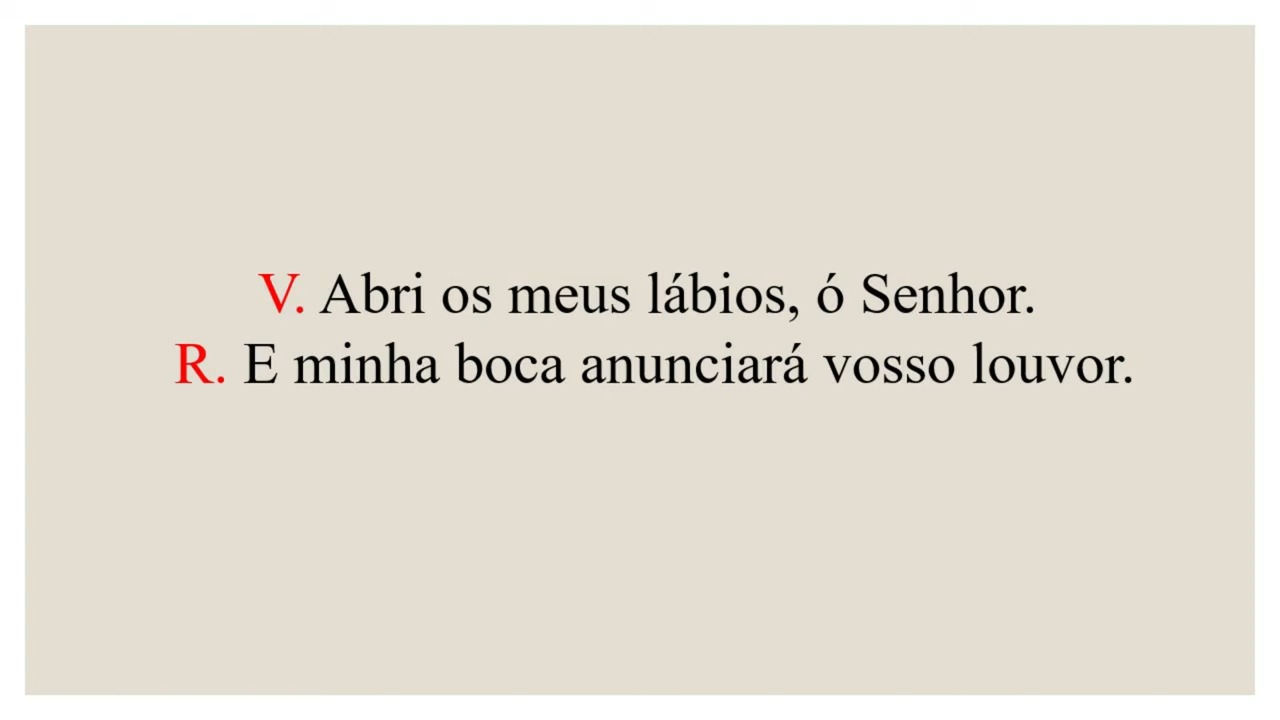 V. Abri os meus lábios, ó Senhor.
R. E minha boca anunciará vosso louvor.